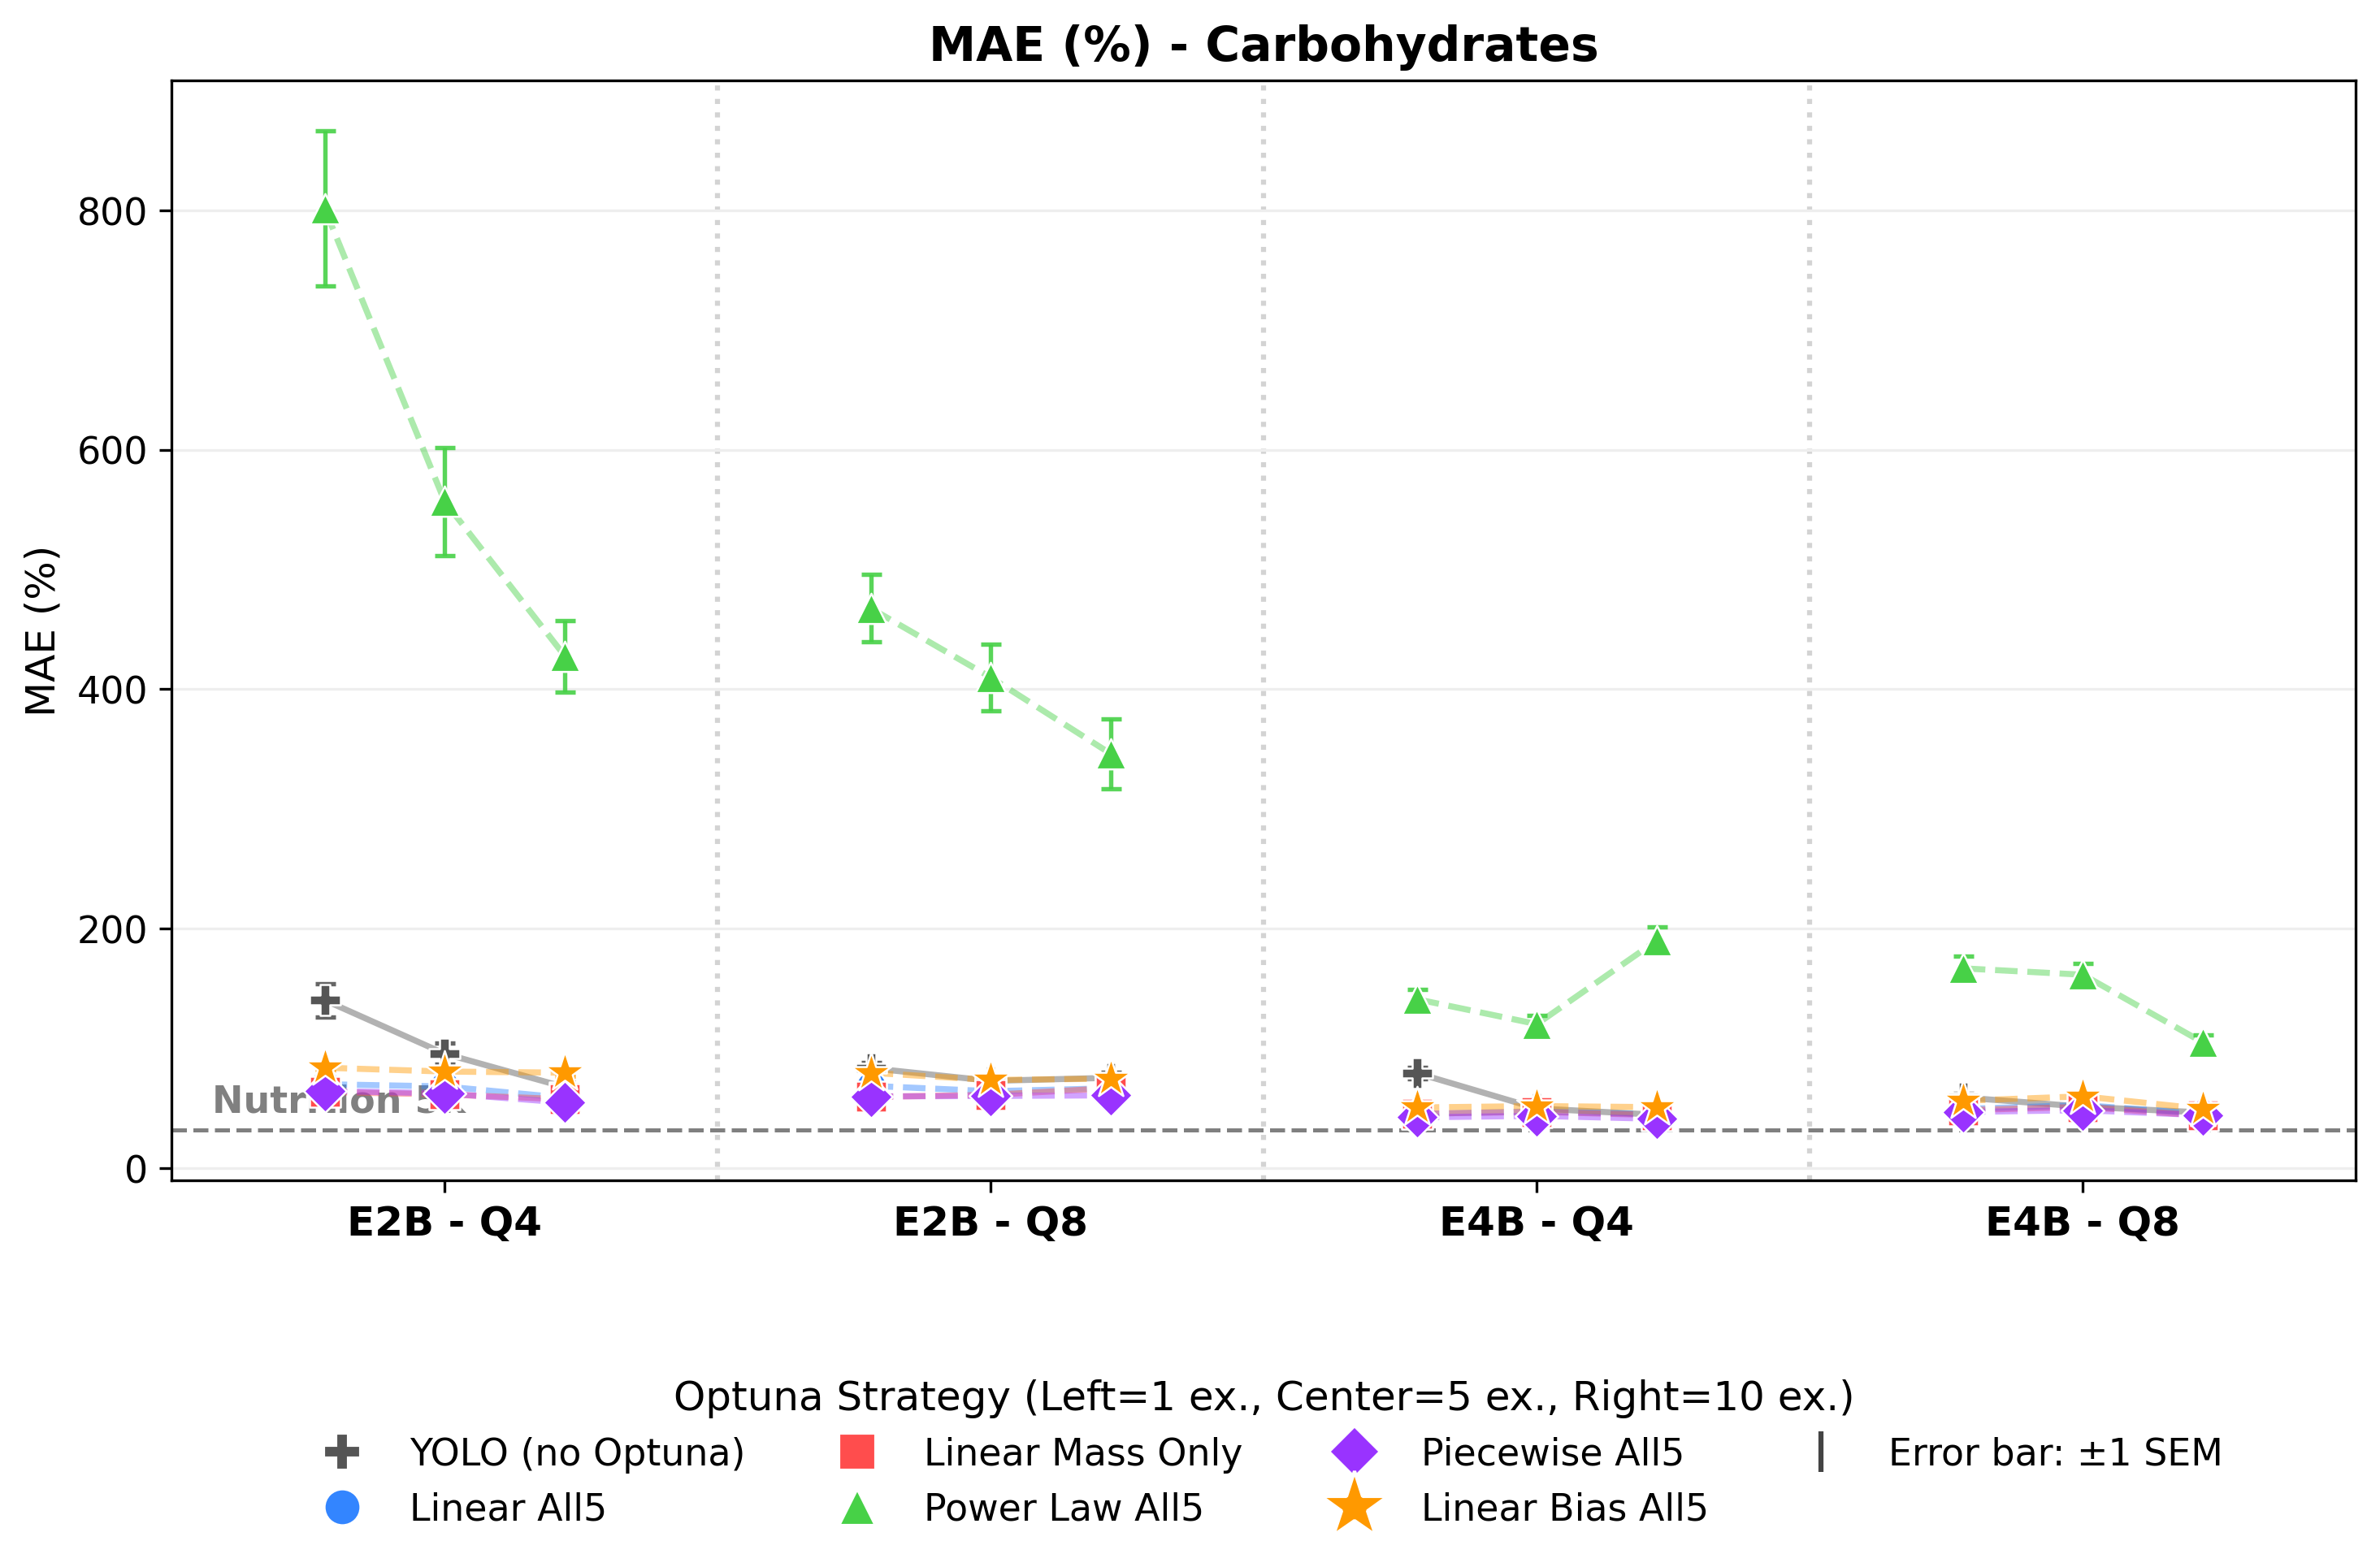 MAE (%) - Carbohydrates
MAE (%)
800
600
400
200
0
E2B - Q4
E2B - Q8
E4B - Q4
E4B - Q8
Optuna Strategy (Left=1 ex., Center=5 ex., Right=10 ex.)
YOLO (no Optuna)
Linear Mass Only
Piecewise All5
Error bar: ±1 SEM
Linear All5
Power Law All5
Linear Bias All5